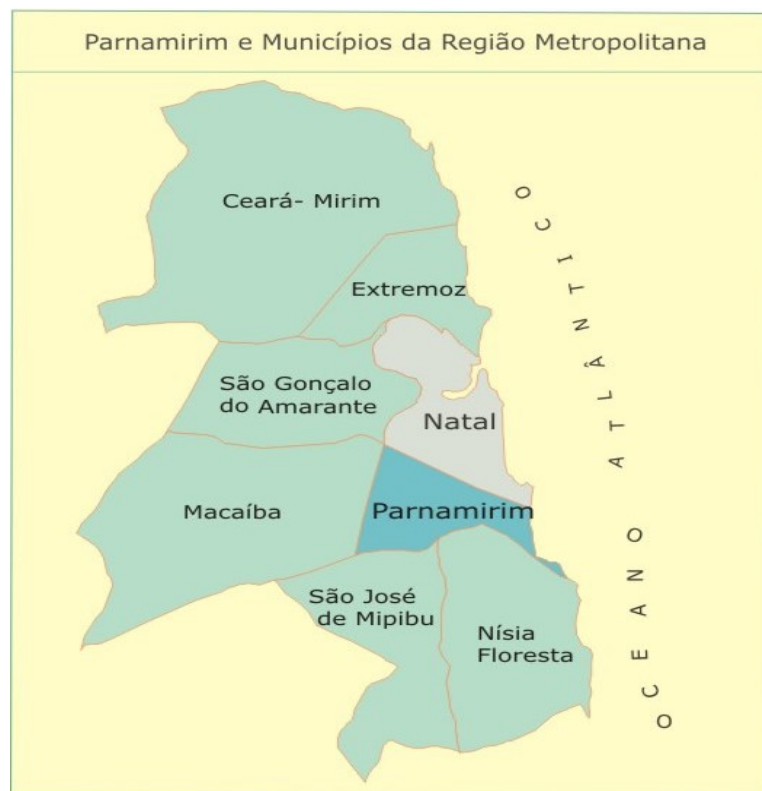 Parnamirim e Municípios da Região Metropolitana
Ceará- Mirim
Extremoz
São Gonçalo
do Amarante
Natal
Macaíba
Parnamirim
São José
de Mipibu
Nísia
Floresta
OCEANO ATLÂNTICO